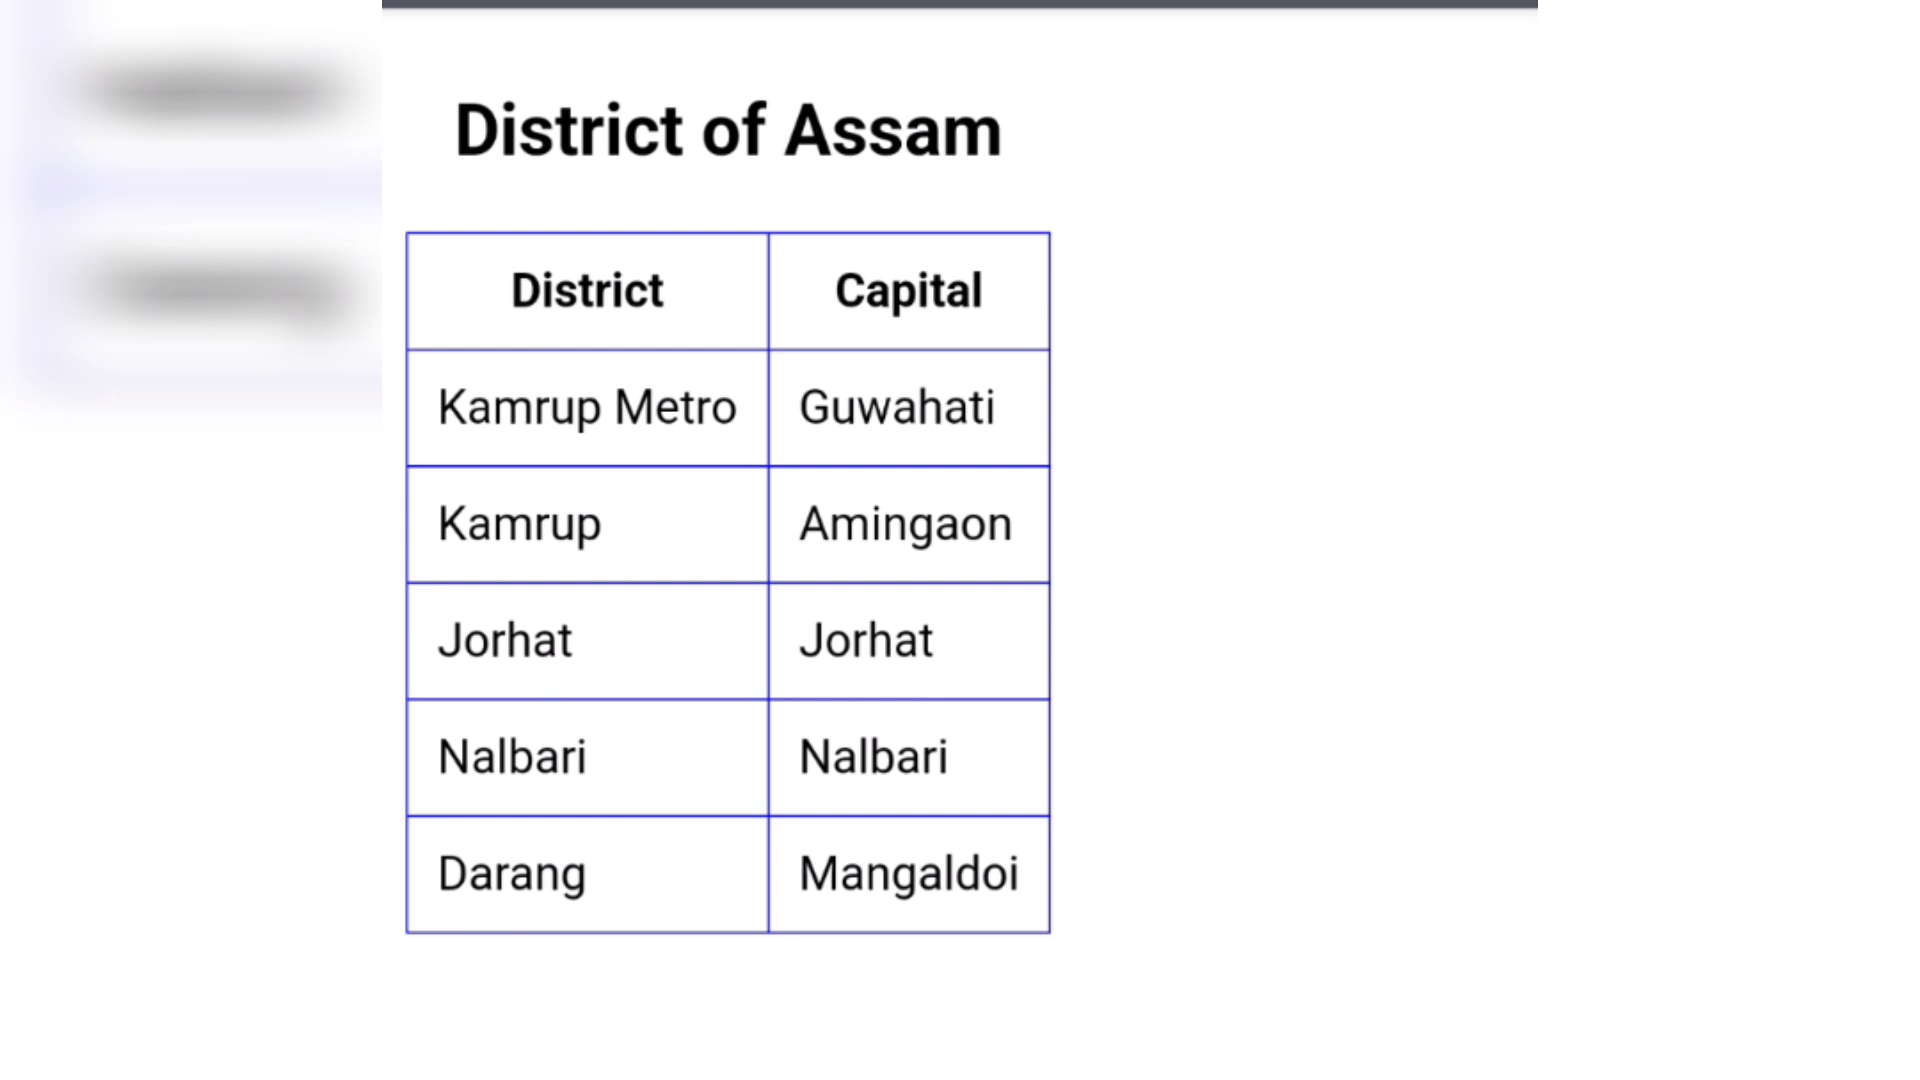 District of Assam
District Capital
Kamrup Metro Guwahati
Kamrup Amingaon
Jorhat Jorhat
Nalbari Nalbari
Darang Mangaldoi